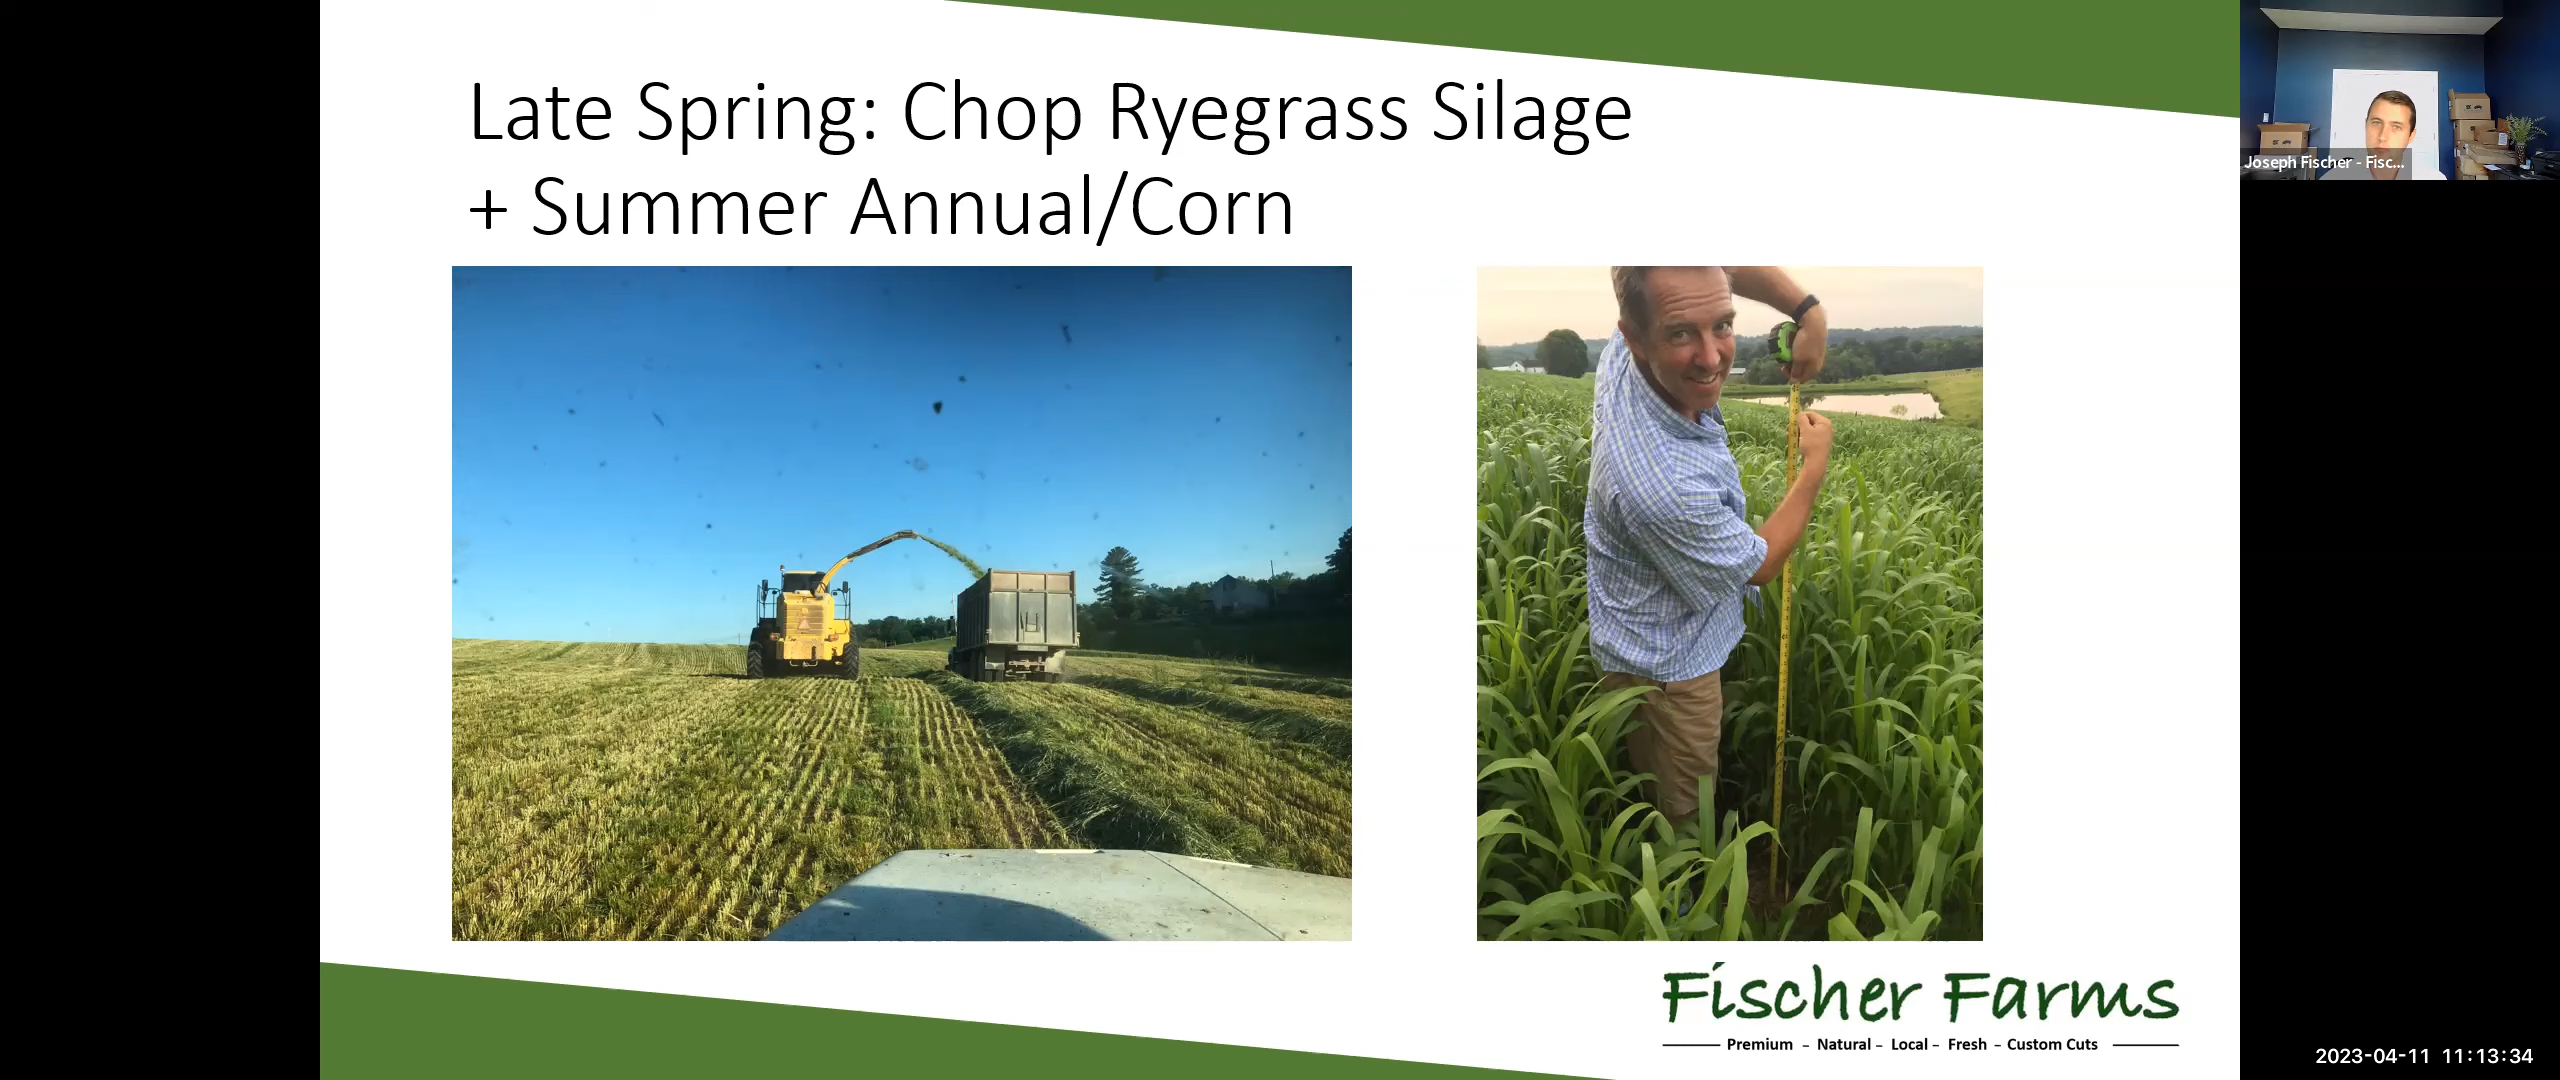 Late Spring: Chop Ryegrass Silage
+ Summer Annual/Corn
Joseph Fischer - Fisc...
Fischer Farms
Premium - Natural - Local - Fresh - Custom Cuts
2023-04-11 11:13:34